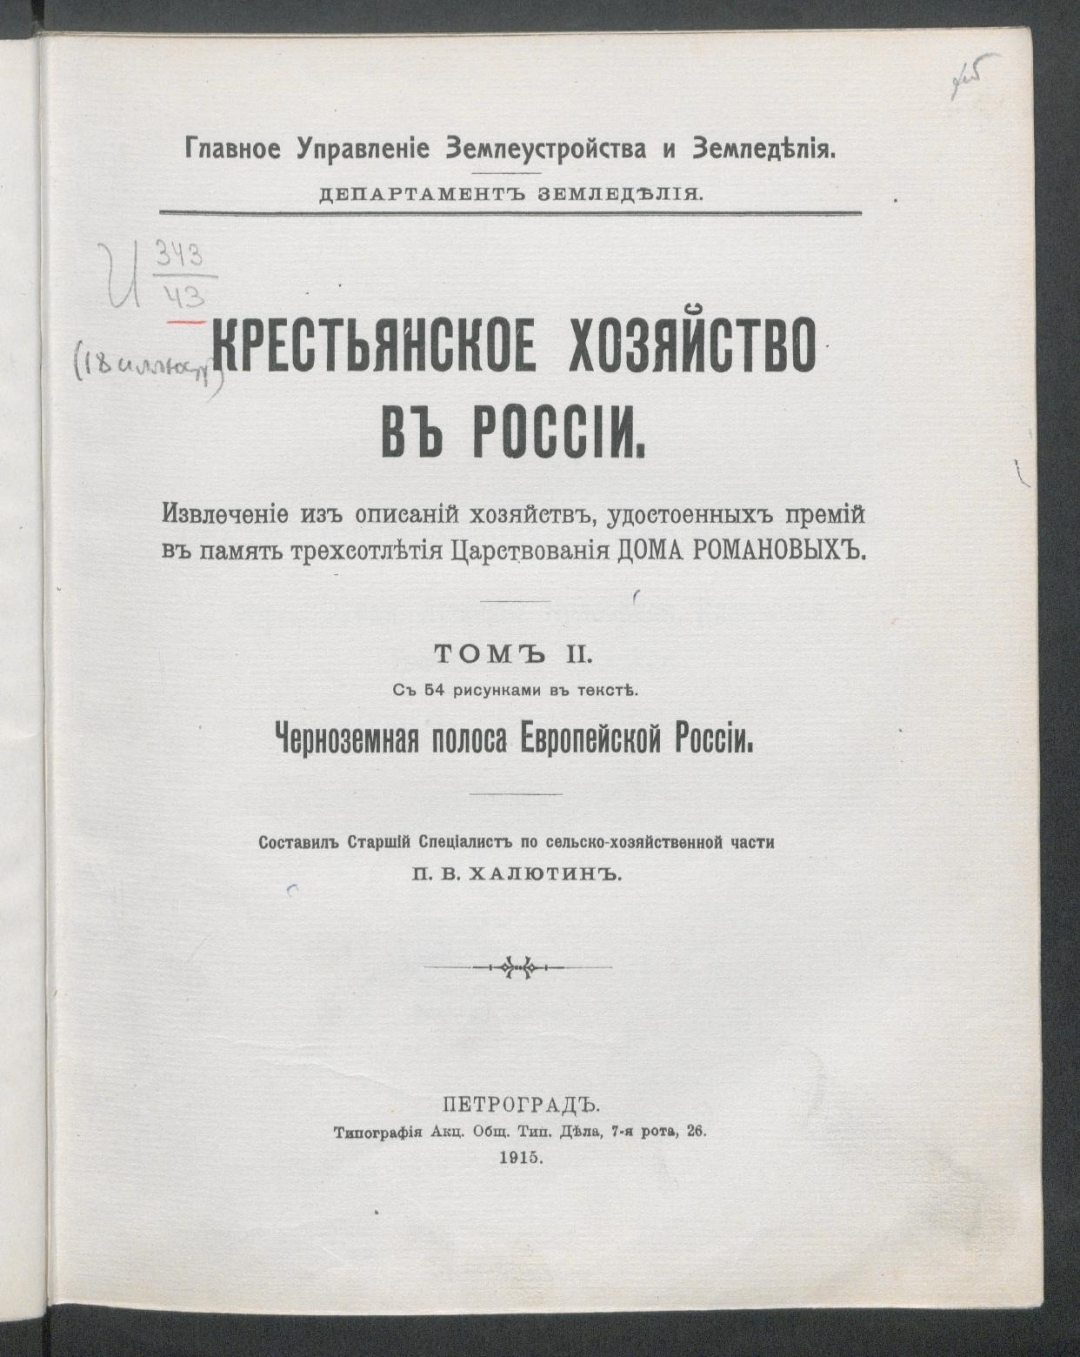 Главное Управленіе Землеустройства и Земледѣлія.
ДЕПАРТАМЕНТЪ ЗЕМЛЕДѢЛІЯ.
И 343
43
(18 иллюстр)
КРЕСТЬЯНСКОЕ ХОЗЯЙСТВО
ВЪ РОССІИ.
Извлеченіе изъ описаній хозяйствъ, удостоенныхъ премій
въ память трехсотлѣтія Царствованія ДОМА РОМАНОВЫХЪ.
ТОМЪ II.
Съ 54 рисунками въ текстѣ.
Черноземная полоса Европейской Россіи.
Составилъ Старшій Спеціалистъ по сельско-хозяйственной части
П. В. ХАЛЮТИНЪ.
ПЕТРОГРАДЪ.
Типографія Акц. Общ. Тип. Дѣла, 7-я рота, 26.
1915.